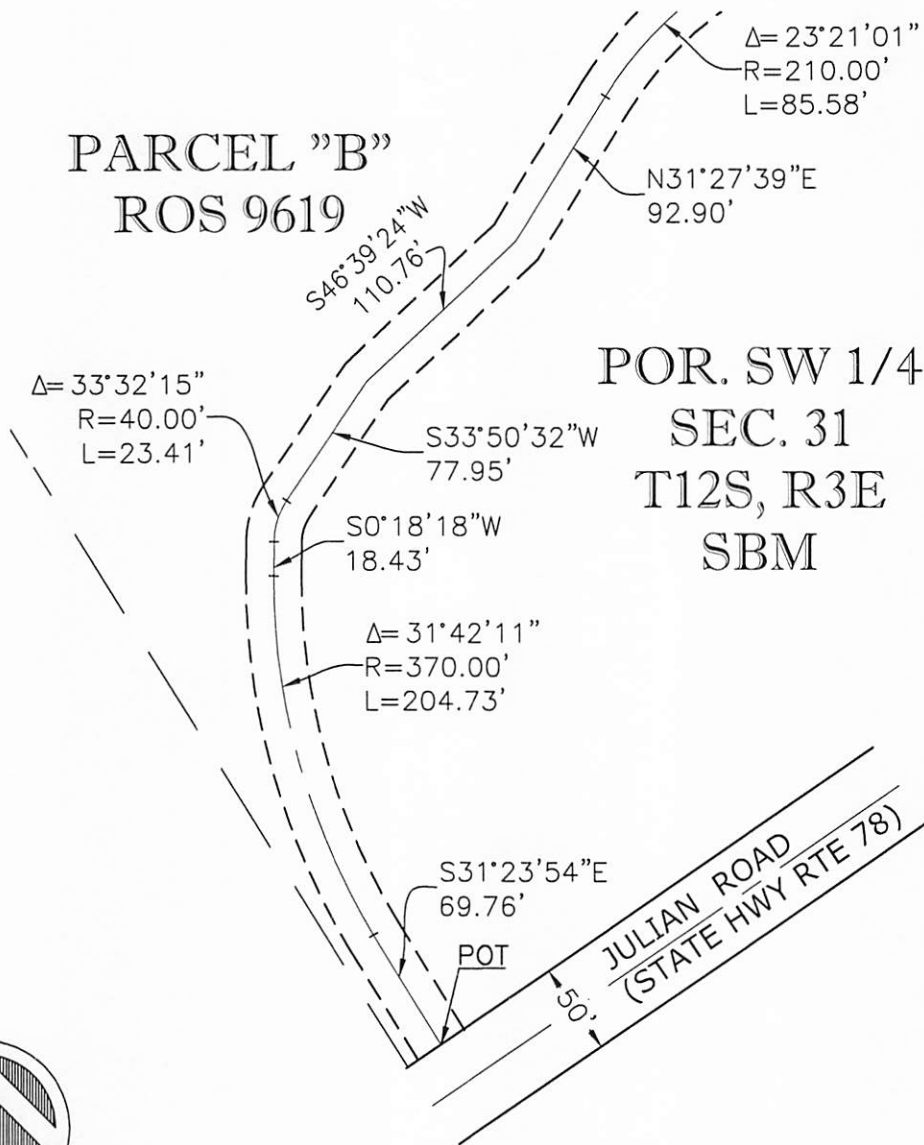 Δ= 23°21'01"
R=210.00'
L=85.58'
PARCEL "B"
ROS 9619
N31°27'39"E
92.90'
S46°39'24"W
110.76'
POR. SW 1/4
SEC. 31
T12S, R3E
SBM
Δ= 33°32'15"
R=40.00'
L=23.41'
S33°50'32"W
77.95'
S0°18'18"W
18.43'
Δ= 31°42'11"
R=370.00'
L=204.73'
S31°23'54"E
69.76'
POT
JULIAN ROAD
(STATE HWY RTE 78)
50'